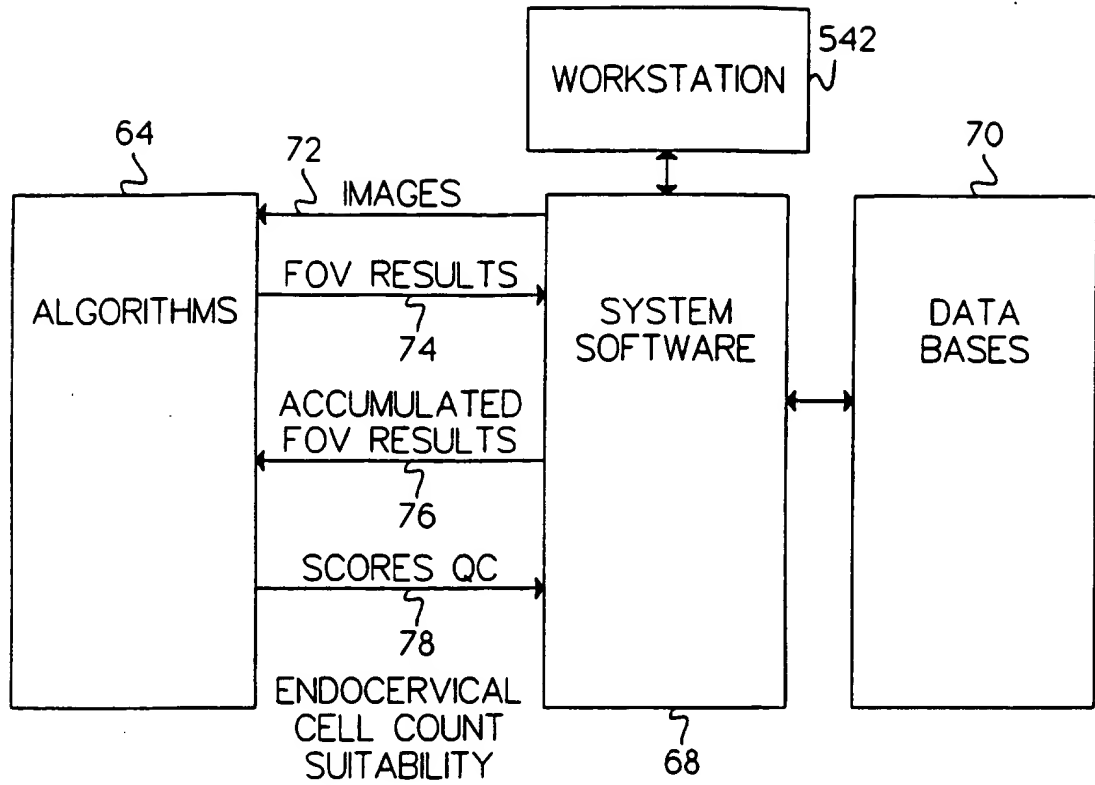 WORKSTATION
542
64
72
70
IMAGES
FOV RESULTS
ALGORITHMS
74
SYSTEM
SOFTWARE
DATA
BASES
ACCUMULATED
FOV RESULTS
76
SCORES QC
78
ENDOCERVICAL
CELL COUNT
SUITABILITY
68